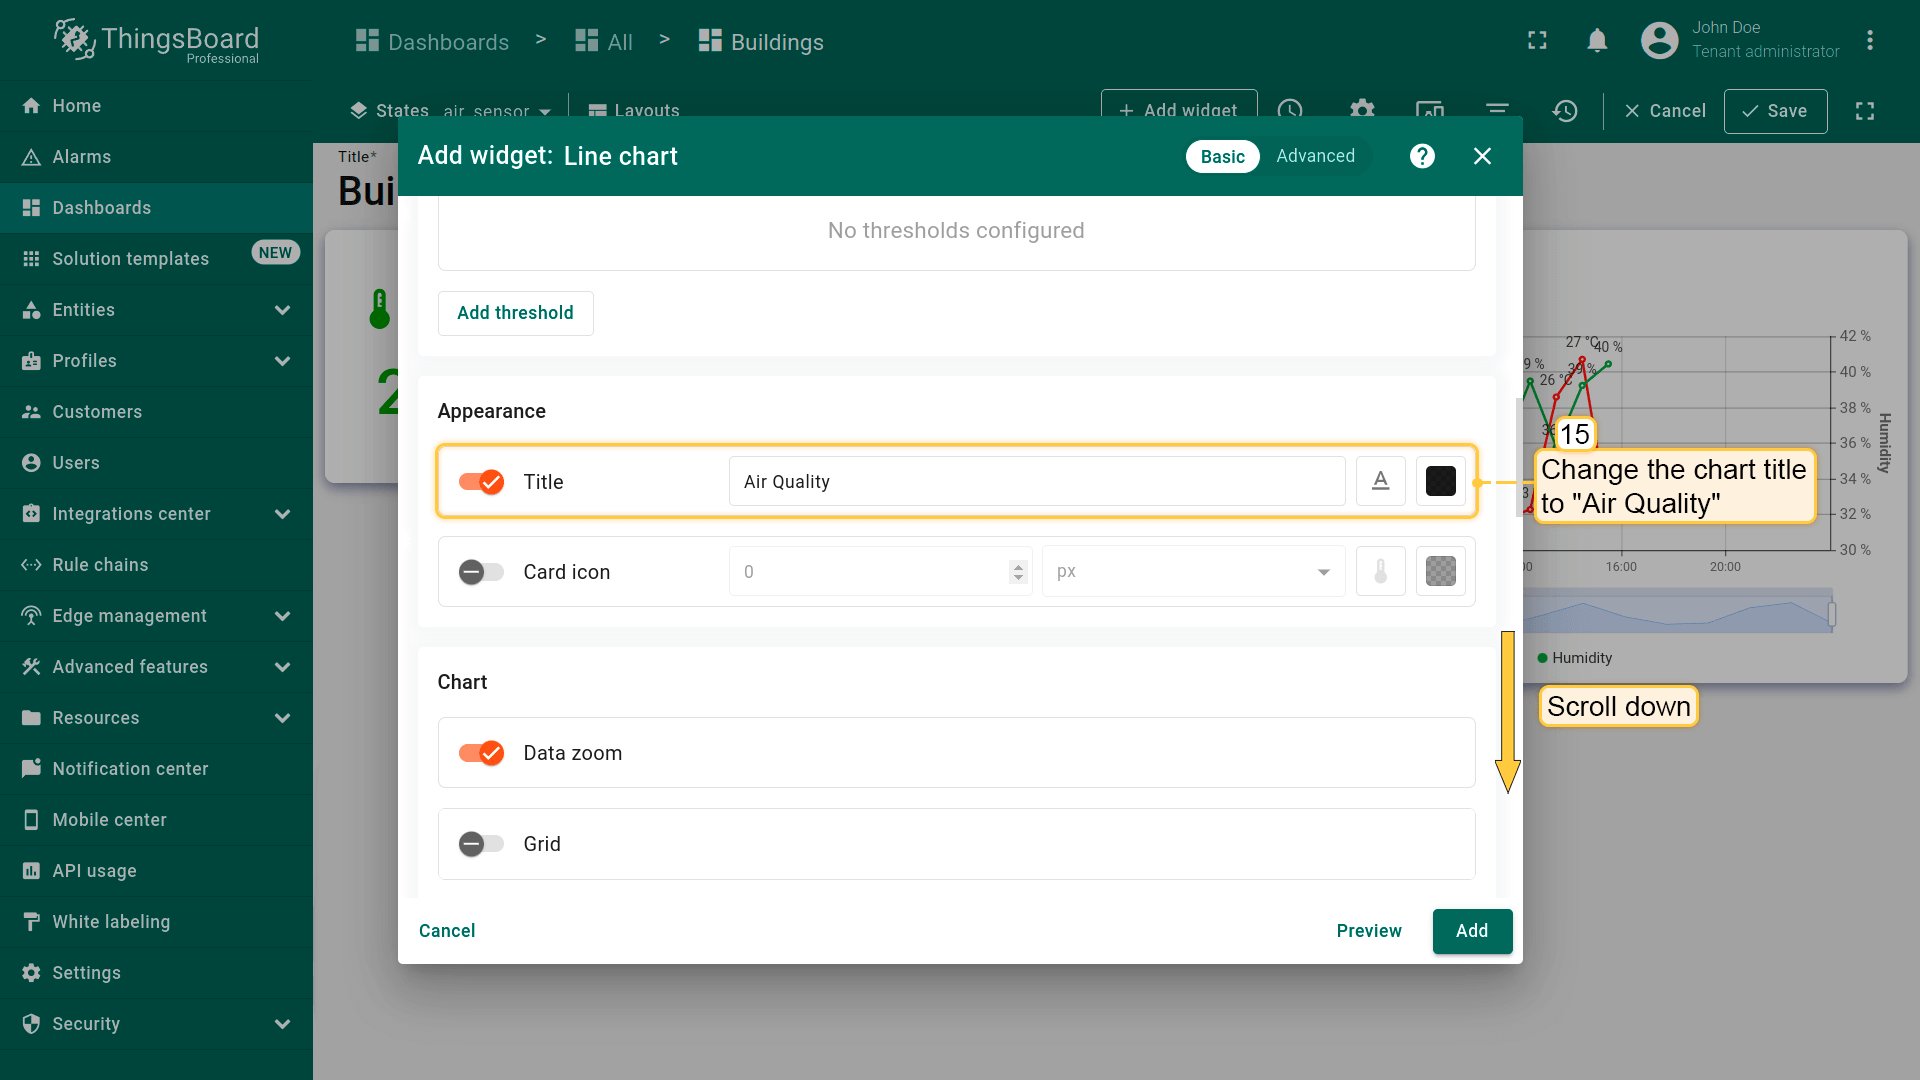 ThingsBoard
Professional
Dashboards > All > Buildings
John Doe
Tenant administrator
Home
Alarms
Dashboards
Solution templates NEW
Entities
Profiles
Customers
Users
Integrations center
Rule chains
Edge management
Advanced features
Resources
Notification center
Mobile center
API usage
White labeling
Settings
Security
States air_sensor Layouts
+ Add widget
Cancel
Save
Title*
Bui
2
Add widget: Line chart
Basic Advanced
No thresholds configured
Add threshold
Appearance
Title Air Quality
Card icon 0 px
Chart
Data zoom
Grid
Cancel Preview Add
27 °C
40 %
9 %
26 °C
39 %
42 %
40 %
38 %
36 %
34 %
32 %
30 %
Humidity
00 16:00 20:00
Humidity
15
Change the chart title
to "Air Quality"
Scroll down